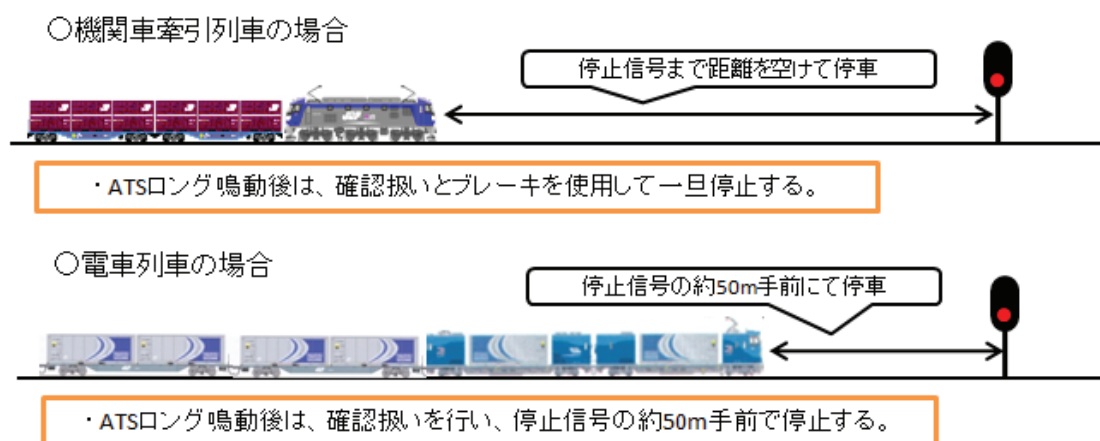 〇機関車牽引列車の場合
停止信号まで距離を空けて停車
・ATSロング鳴動後は、確認扱いとブレーキを使用して一旦停止する。
〇電車列車の場合
停止信号の約50m手前にて停車
・ATSロング鳴動後は、確認扱いを行い、停止信号の約50m手前で停止する。